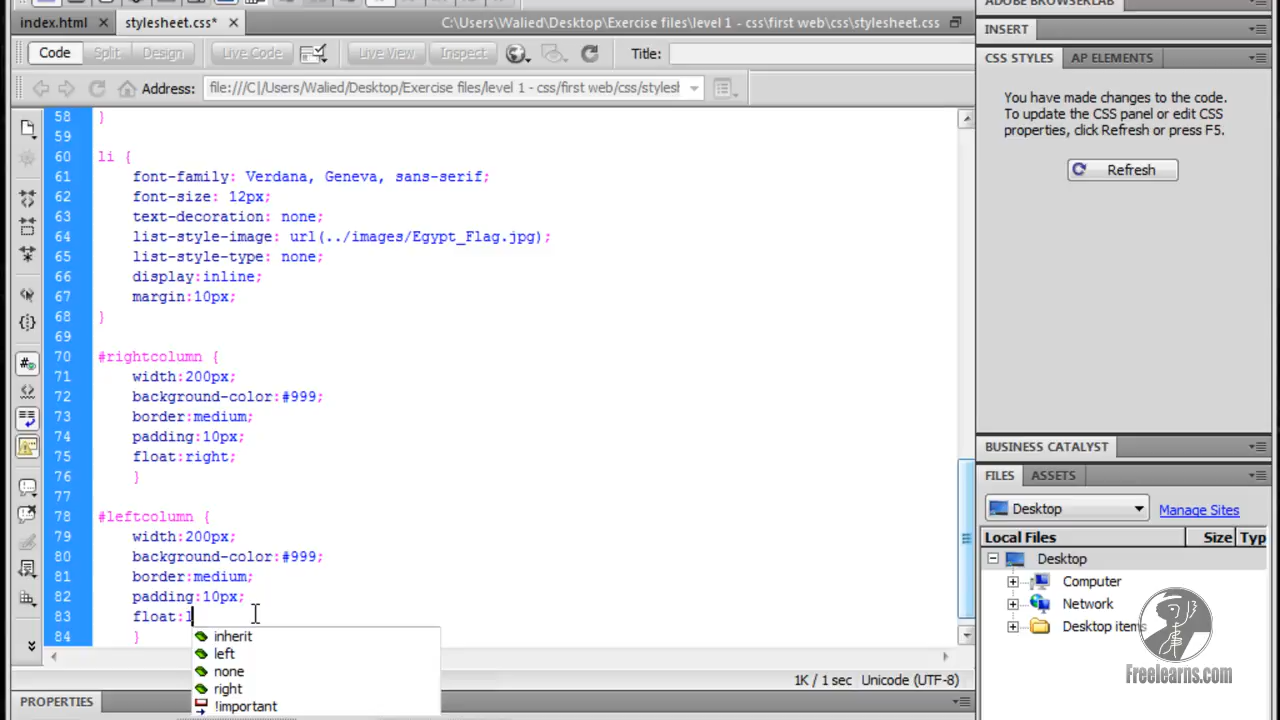 ADOBE BROWSERLAB
index.html
stylesheet.css*
C:\Users\Walied\Desktop\Exercise files\level 1 - css\first web\css\stylesheet.css
INSERT
Code Split Design Live Code Live View Inspect Title:
CSS STYLES AP ELEMENTS
Address: file:///C|/Users/Walied/Desktop/Exercise files/level 1 - css/first web/css/stylesh
You have made changes to the code.
To update the CSS panel or edit CSS
properties, click Refresh or press F5.
Refresh
58 }
59
60 li {
61 font-family: Verdana, Geneva, sans-serif;
62 font-size: 12px;
63 text-decoration: none;
64 list-style-image: url(../images/Egypt_Flag.jpg);
65 list-style-type: none;
66 display:inline;
67 margin:10px;
68 }
69
70 #rightcolumn {
71 width:200px;
72 background-color:#999;
73 border:medium;
74 padding:10px;
75 float:right;
76 }
77
78 #leftcolumn {
79 width:200px;
80 background-color:#999;
81 border:medium;
82 padding:10px;
83 float:l
84 }
inherit
left
none
right
!important
BUSINESS CATALYST
FILES ASSETS
Desktop Manage Sites
Local Files Size Typ
Desktop
Computer
Network
Desktop items
Freelearns.com
1K / 1 sec Unicode (UTF-8)
PROPERTIES